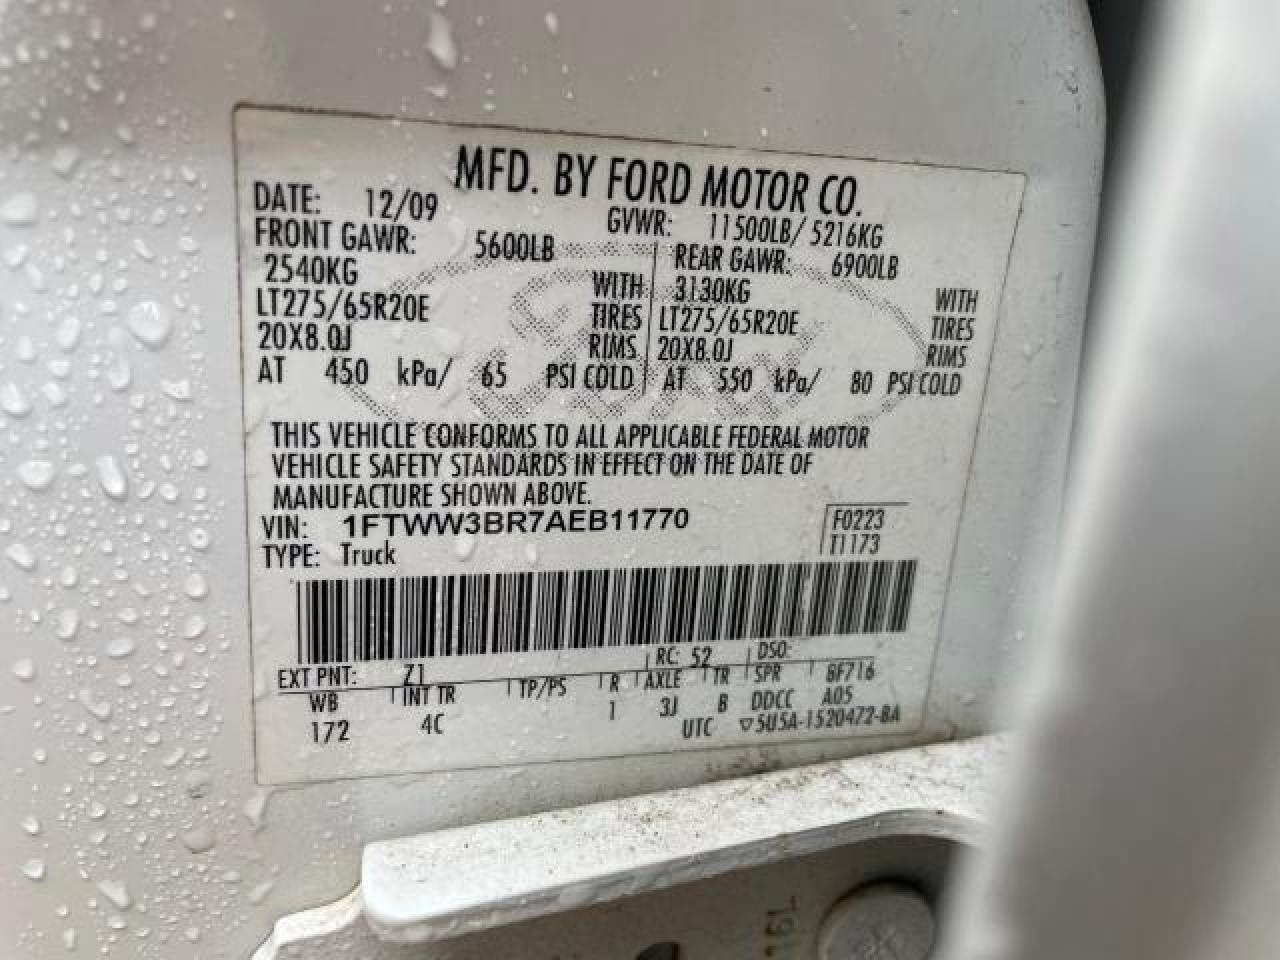 MFD. BY FORD MOTOR CO.
DATE: 12/09 GVWR: 11500LB/ 5216KG
FRONT GAWR: 5600LB REAR GAWR: 6900LB
2540KG WITH 3130KG WITH
LT275/65R20E TIRES LT275/65R20E TIRES
20X8.0J RIMS 20X8.0J RIMS
AT 450 kPa/ 65 PSI COLD AT 550 kPa/ 80 PSI COLD
THIS VEHICLE CONFORMS TO ALL APPLICABLE FEDERAL MOTOR
VEHICLE SAFETY STANDARDS IN EFFECT ON THE DATE OF
MANUFACTURE SHOWN ABOVE.
VIN: 1FTWW3BR7AEB11770 F0223
TYPE: Truck T1173
EXT PNT: Z1 RC: 52 DSO:
WB INT TR TP/PS R AXLE TR SPR 8F716
172 4C 1 3J B DDCC A05
UTC ▽5U5A-1520472-BA
16L